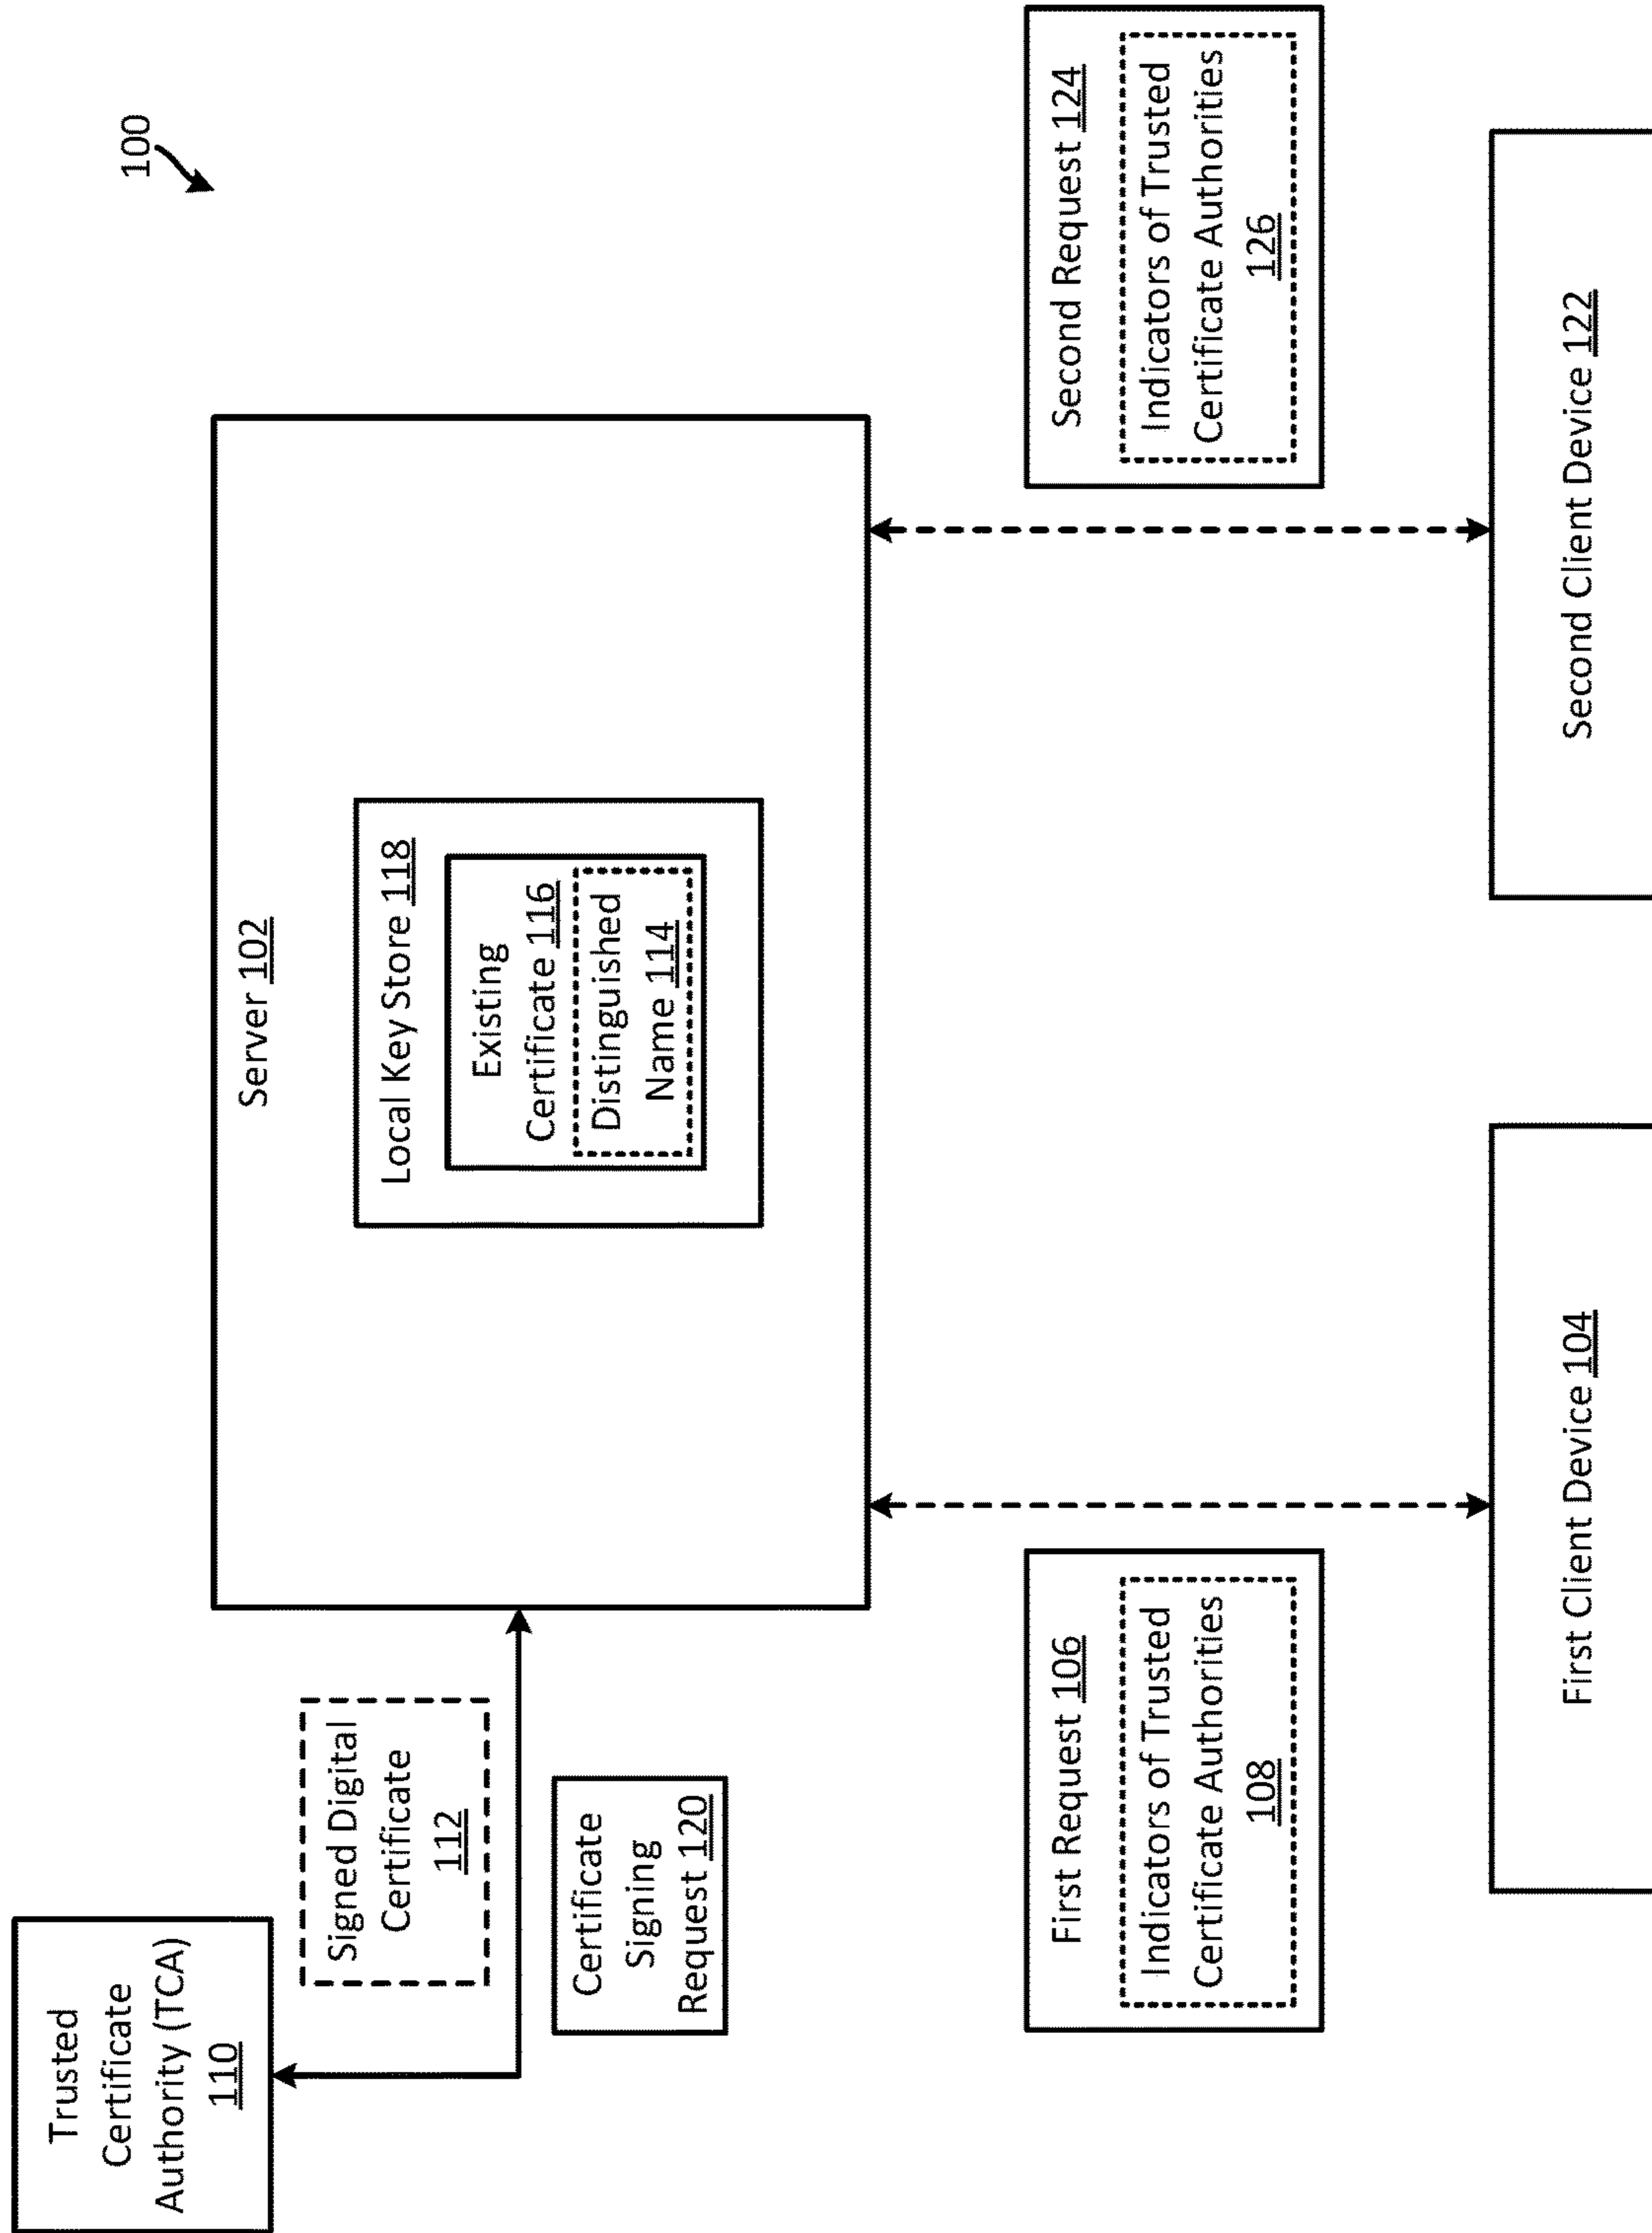 100
Trusted
Certificate
Authority (TCA)
110
Signed Digital
Certificate
112
Certificate
Signing
Request 120
Server 102
Local Key Store 118
Existing
Certificate 116
Distinguished
Name 114
First Request 106
Indicators of Trusted
Certificate Authorities
108
Second Request 124
Indicators of Trusted
Certificate Authorities
126
First Client Device 104
Second Client Device 122